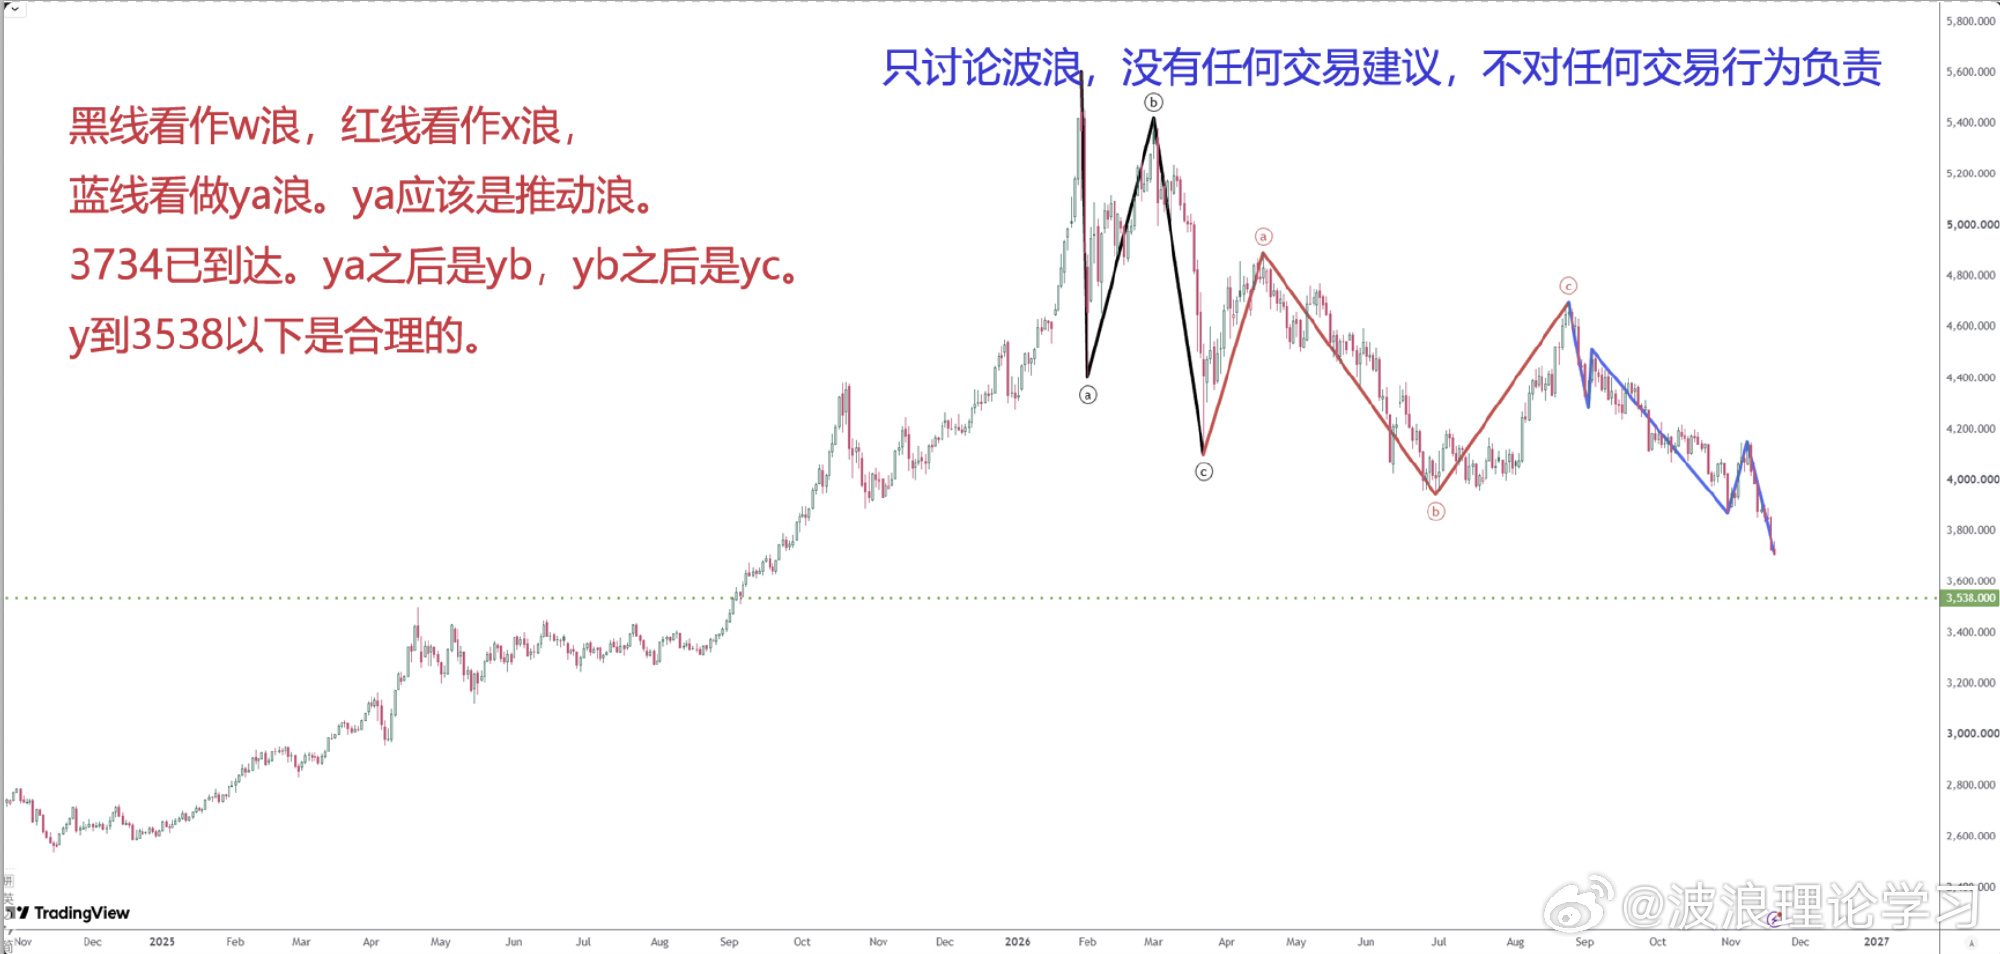 只讨论波浪，没有任何交易建议，不对任何交易行为负责
黑线看作w浪，红线看作x浪，
蓝线看做ya浪。ya应该是推动浪。
3734已到达。ya之后是yb，yb之后是yc。
y到3538以下是合理的。
a
b
c
a
b
c
5,800.000
5,600.000
5,400.000
5,200.000
5,000.000
4,800.000
4,600.000
4,400.000
4,200.000
4,000.000
3,800.000
3,600.000
3,538.000
3,400.000
3,200.000
3,000.000
2,800.000
2,600.000
TradingView
@波浪理论学习
Nov Dec 2025 Feb Mar Apr May Jun Jul Aug Sep Oct Nov Dec 2026 Feb Mar Apr May Jun Jul Aug Sep Oct Nov Dec 2027